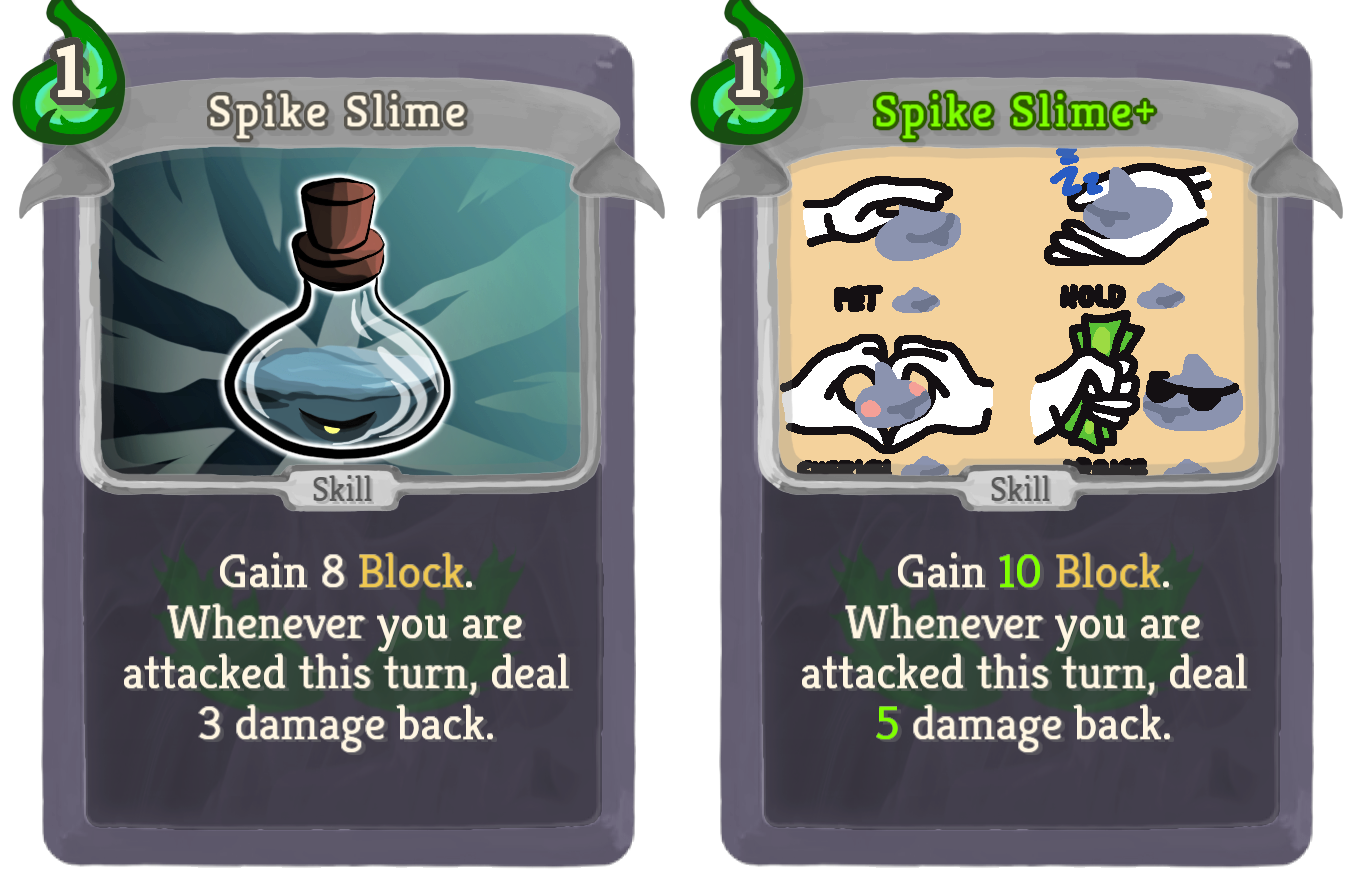 1
Spike Slime
Skill
Gain 8 Block.
Whenever you are
attacked this turn, deal
3 damage back.
1
Spike Slime+
zzz
PET
HOLD
Skill
Gain 10 Block.
Whenever you are
attacked this turn, deal
5 damage back.